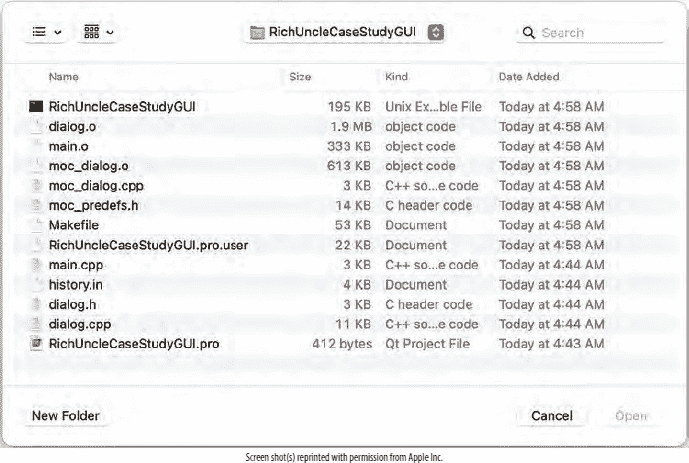 RichUncleCaseStudyGUI
Search
Name Size Kind Date Added
RichUncleCaseStudyGUI 195 KB Unix Ex...ble File Today at 4:58 AM
dialog.o 1.9 MB object code Today at 4:58 AM
main.o 333 KB object code Today at 4:58 AM
moc_dialog.o 613 KB object code Today at 4:58 AM
moc_dialog.cpp 3 KB C++ so...e code Today at 4:58 AM
moc_predefs.h 14 KB C header code Today at 4:58 AM
Makefile 53 KB Document Today at 4:58 AM
RichUncleCaseStudyGUI.pro.user 22 KB Document Today at 4:58 AM
main.cpp 3 KB C++ so...e code Today at 4:44 AM
history.in 4 KB Document Today at 4:44 AM
dialog.h 3 KB C header code Today at 4:44 AM
dialog.cpp 11 KB C++ so...e code Today at 4:44 AM
RichUncleCaseStudyGUI.pro 412 bytes Qt Project File Today at 4:43 AM
New Folder Cancel Open
Screen shot(s) reprinted with permission from Apple Inc.